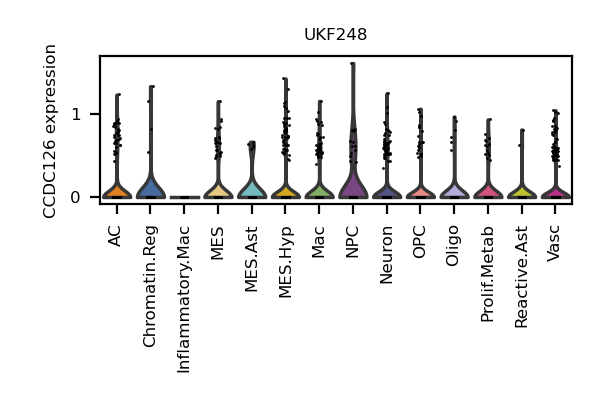 UKF248
CCDC126 expression
1
0
AC
Chromatin.Reg
Inflammatory.Mac
MES
MES.Ast
MES.Hyp
Mac
NPC
Neuron
OPC
Oligo
Prolif.Metab
Reactive.Ast
Vasc